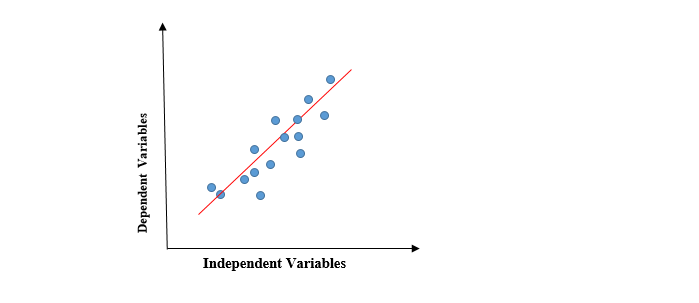 Dependent Variables
Independent Variables